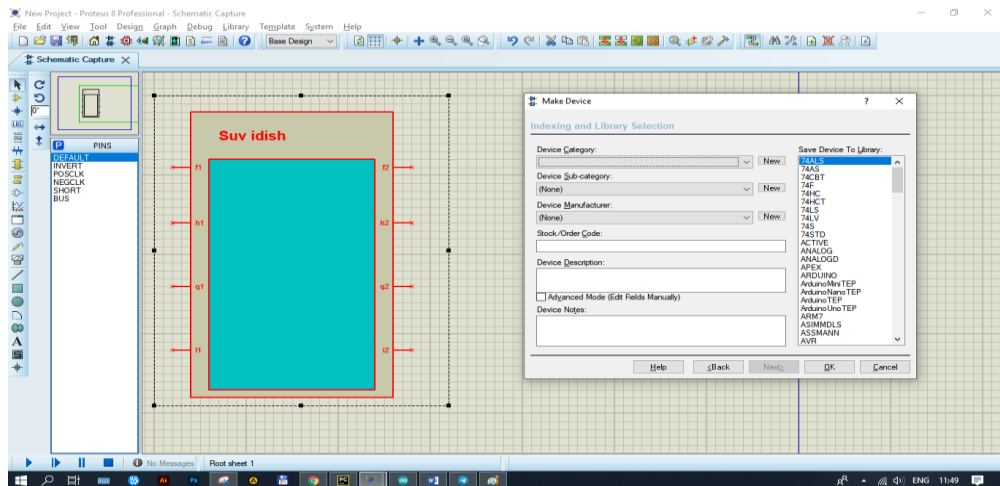 New Project - Proteus 8 Professional - Schematic Capture
File Edit View Tool Design Graph Debug Library Template System Help
Base Design
Schematic Capture
0°
PINS
DEFAULT
INVERT
POSCLK
NEGCLK
SHORT
BUS
Suv idish
f1 f2
h1 h2
q1 q2
l1 l2
Make Device
Indexing and Library Selection
Device Category:
New
Device Sub-category:
(None) New
Device Manufacturer:
(None) New
Stock/Order Code:
Device Description:
Advanced Mode (Edit Fields Manually)
Device Notes:
Save Device To Library:
74ALS
74AS
74CBT
74F
74HC
74HCT
74LS
74LV
74S
74STD
ACTIVE
ANALOG
ANALOGD
APEX
ARDUINO
ArduinoMiniTEP
ArduinoNanoTEP
ArduinoTEP
ArduinoUnoTEP
ARM7
ASIMMDLS
ASSMANN
AVR
Help <Back Next> OK Cancel
No Messages Root sheet 1
ENG 11:49